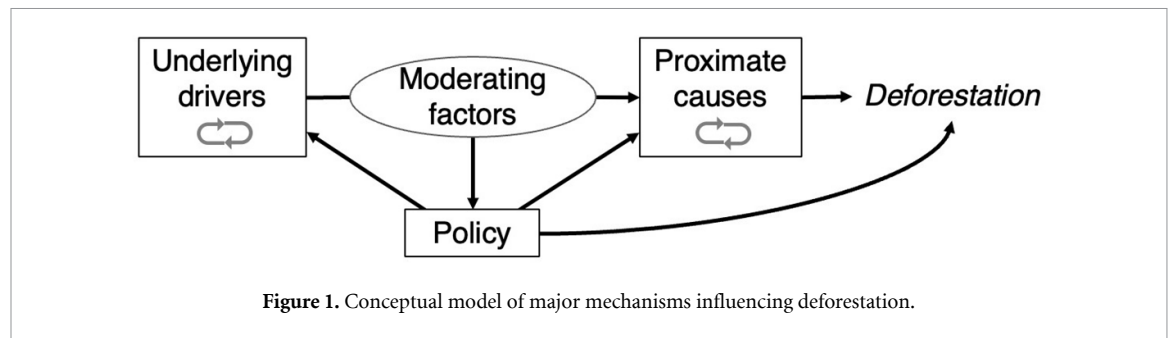 Underlying
drivers
Moderating
factors
Proximate
causes
Deforestation
Policy
Figure 1. Conceptual model of major mechanisms influencing deforestation.